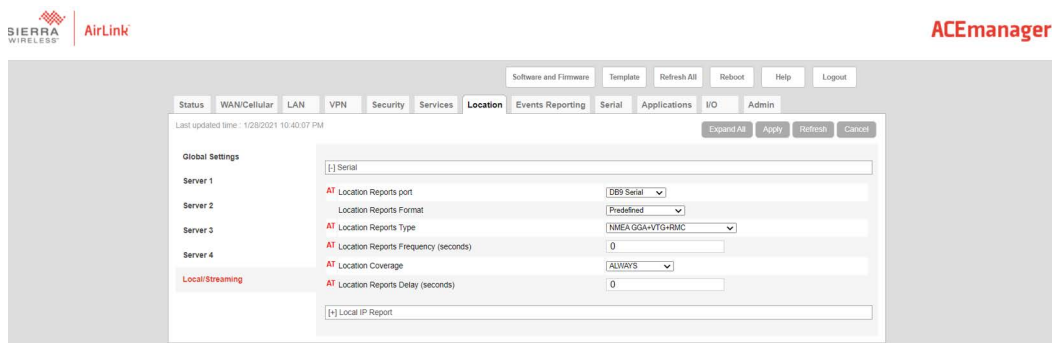 SIERRA
WIRELESS
AirLink
ACEmanager
Software and Firmware Template Refresh All Reboot Help Logout
Status WAN/Cellular LAN VPN Security Services Location Events Reporting Serial Applications I/O Admin
Last updated time : 1/28/2021 10:40:07 PM
Expand All Apply Refresh Cancel
Global Settings
Server 1
Server 2
Server 3
Server 4
Local/Streaming
[-] Serial
AT Location Reports port DB9 Serial
Location Reports Format Predefined
AT Location Reports Type NMEA GGA+VTG+RMC
AT Location Reports Frequency (seconds) 0
AT Location Coverage ALWAYS
AT Location Reports Delay (seconds) 0
[+] Local IP Report